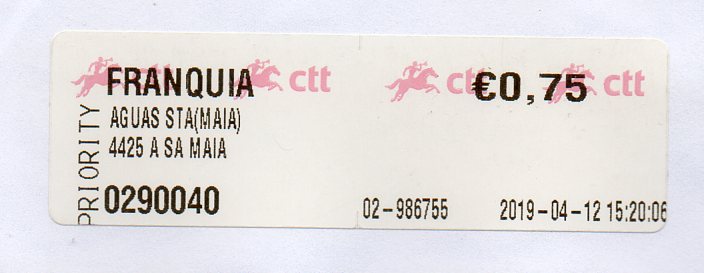 FRANQUIA ctt ctt €0,75 ctt
AGUAS STA(MAIA)
4425 A SA MAIA
PRIORITY
0290040 02-986755 2019-04-12 15:20:06